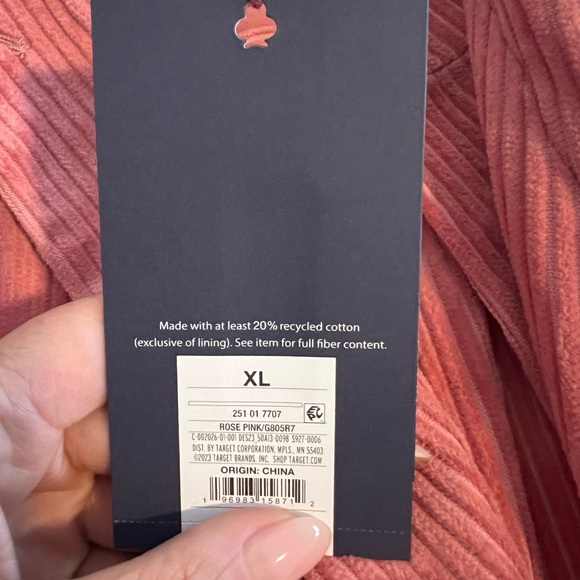 Made with at least 20% recycled cotton
(exclusive of lining). See item for full fiber content.
XL
251 01 7707
ROSE PINK/G805R7
C-002026-01-001 DES23_50A13-009B S927-0006
DIST. BY TARGET CORPORATION, MPLS., MN 55403
©2023 TARGET BRANDS, INC. SHOP TARGET.COM
ORIGIN: CHINA
1 96983 15871 2